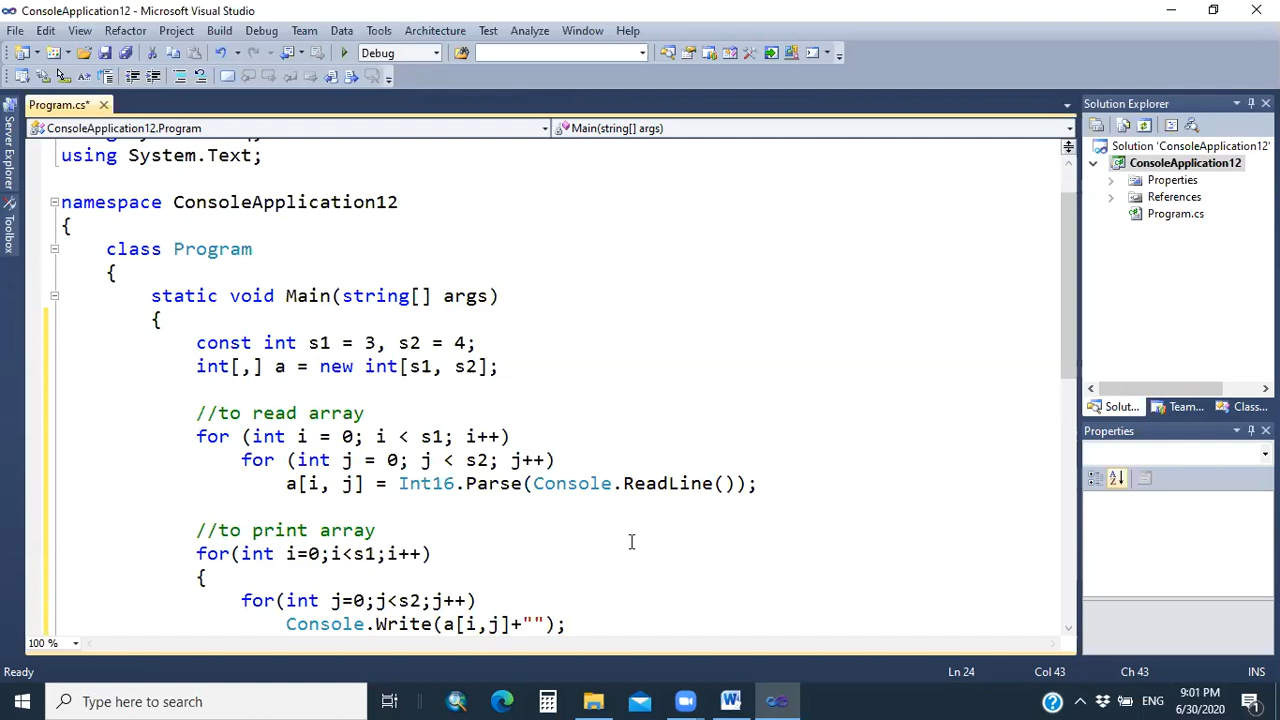 ConsoleApplication12 - Microsoft Visual Studio
File Edit View Refactor Project Build Debug Team Data Tools Architecture Test Analyze Window Help
Debug
Program.cs*
ConsoleApplication12.Program
Main(string[] args)
Server Explorer
Toolbox
using System.Text;
namespace ConsoleApplication12
{
class Program
{
static void Main(string[] args)
{
const int s1 = 3, s2 = 4;
int[,] a = new int[s1, s2];
//to read array
for (int i = 0; i < s1; i++)
for (int j = 0; j < s2; j++)
a[i, j] = Int16.Parse(Console.ReadLine());
//to print array
for(int i=0;i<s1;i++)
{
for(int j=0;j<s2;j++)
Console.Write(a[i,j]+"");
100 %
Solution Explorer
Solution 'ConsoleApplication12'
ConsoleApplication12
Properties
References
Program.cs
Solut... Team... Class...
Properties
Ready
Ln 24 Col 43 Ch 43 INS
Type here to search
ENG
9:01 PM
6/30/2020